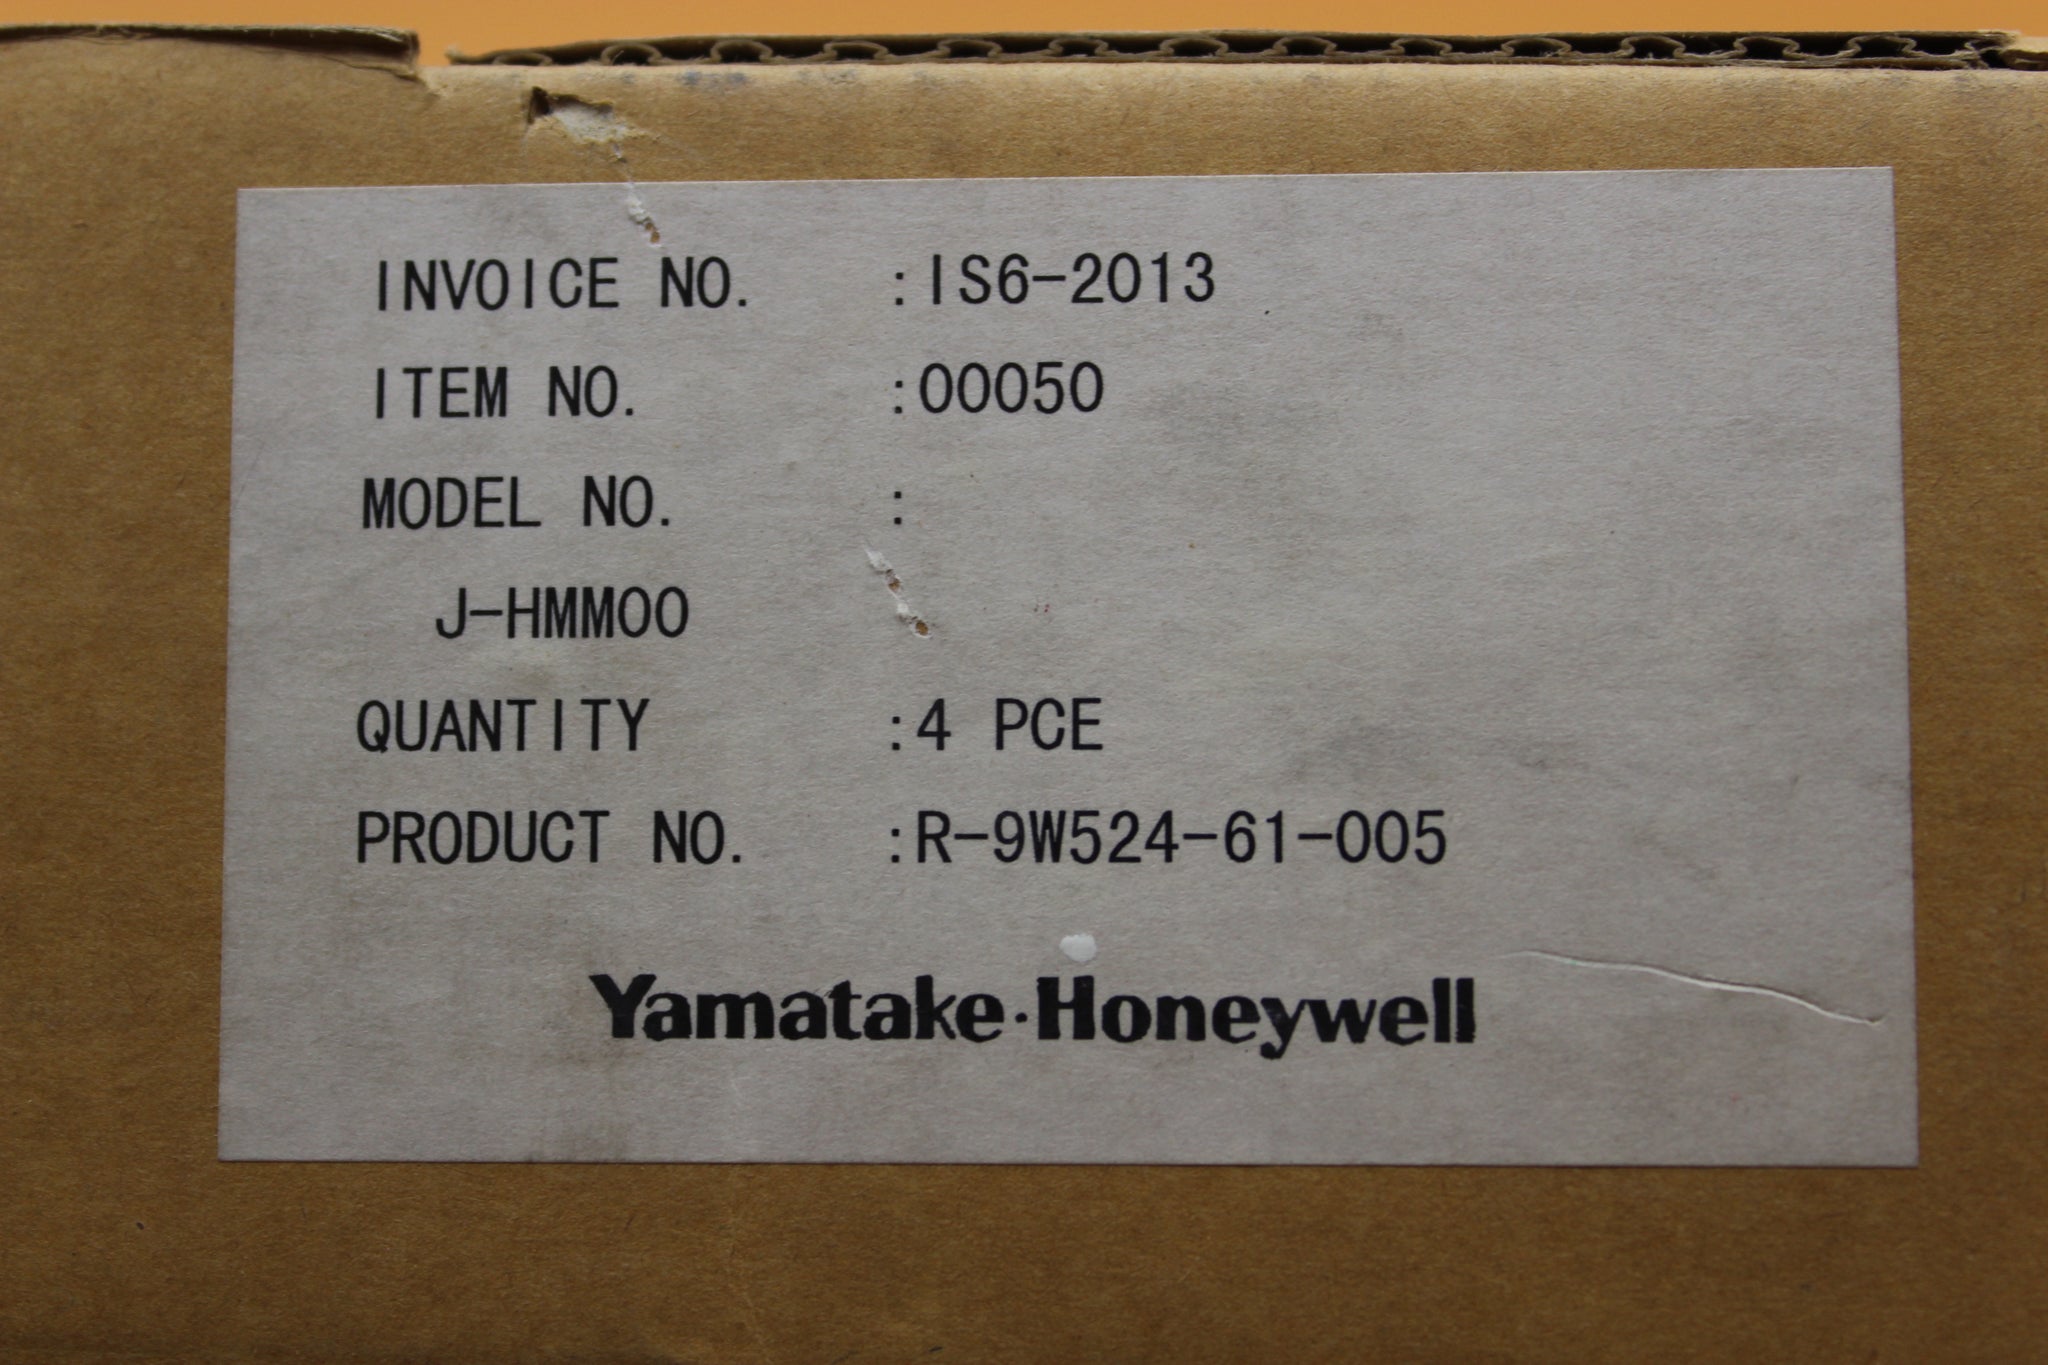 INVOICE NO. :IS6-2013
ITEM NO. :00050
MODEL NO. :
J-HMM00
QUANTITY :4 PCE
PRODUCT NO. :R-9W524-61-005
Yamatake·Honeywell